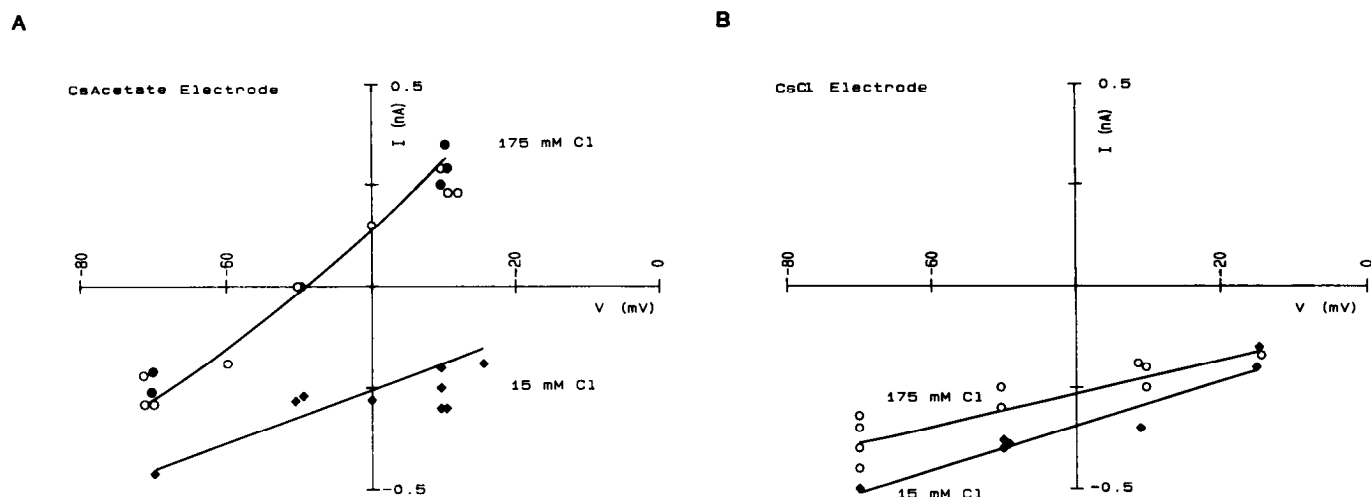 A
CsAcetate Electrode
0.5
I (nA)
175 mM Cl
-80
-60
-20
0
V (mV)
15 mM Cl
-0.5
B
CsCl Electrode
0.5
I (nA)
-80
-60
-20
0
V (mV)
175 mM Cl
15 mM Cl
-0.5